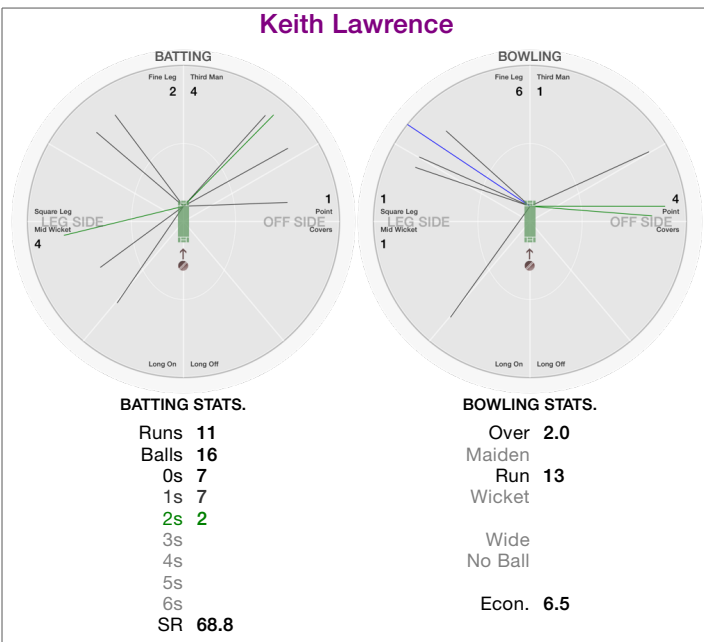 Keith Lawrence
BATTING
BOWLING
Fine Leg
Third Man
2
4
Fine Leg
Third Man
6
1
1
Square Leg
Point
LEG SIDE
OFF SIDE
Mid Wicket
Covers
4
1
4
Square Leg
Point
LEG SIDE
OFF SIDE
Mid Wicket
Covers
1
Long On
Long Off
Long On
Long Off
BATTING STATS.
Runs 11
Balls 16
0s 7
1s 7
2s 2
3s
4s
5s
6s
SR 68.8
BOWLING STATS.
Over 2.0
Maiden
Run 13
Wicket
Wide
No Ball
Econ. 6.5